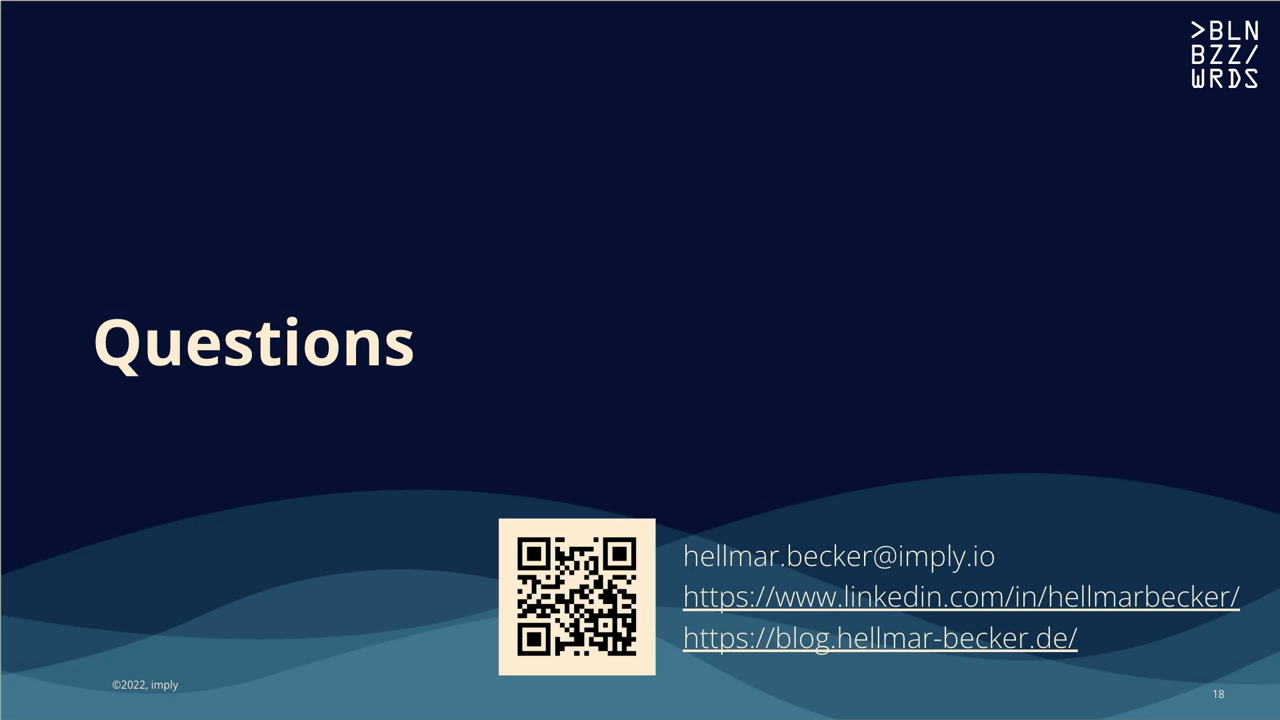 >BLN
BZZ/
WRDS
Questions
hellmar.becker@imply.io
https://www.linkedin.com/in/hellmarbecker/
https://blog.hellmar-becker.de/
©2022, imply
18